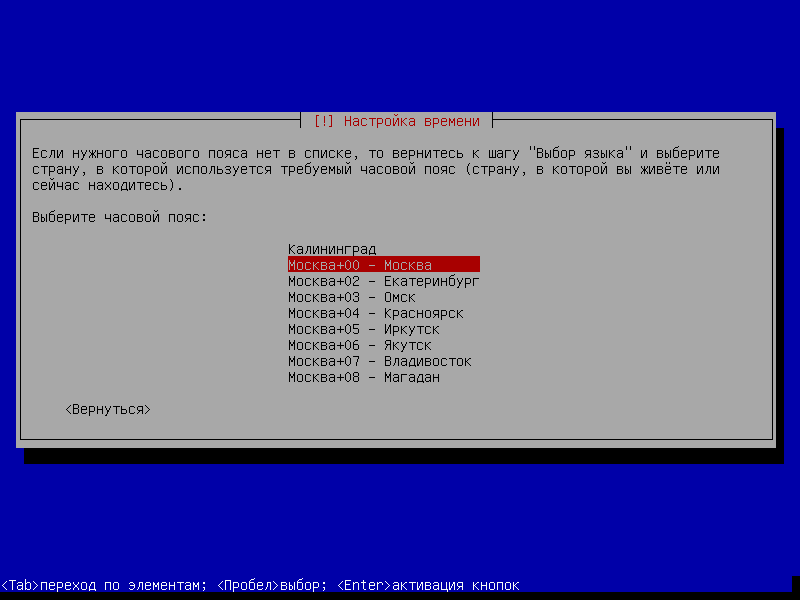 [!] Настройка времени
Если нужного часового пояса нет в списке, то вернитесь к шагу "Выбор языка" и выберите
страну, в которой используется требуемый часовой пояс (страну, в которой вы живёте или
сейчас находитесь).
Выберите часовой пояс:
Калининград
Москва+00 - Москва
Москва+02 - Екатеринбург
Москва+03 - Омск
Москва+04 - Красноярск
Москва+05 - Иркутск
Москва+06 - Якутск
Москва+07 - Владивосток
Москва+08 - Магадан
<Вернуться>
<Tab>переход по элементам; <Пробел>выбор; <Enter>активация кнопок